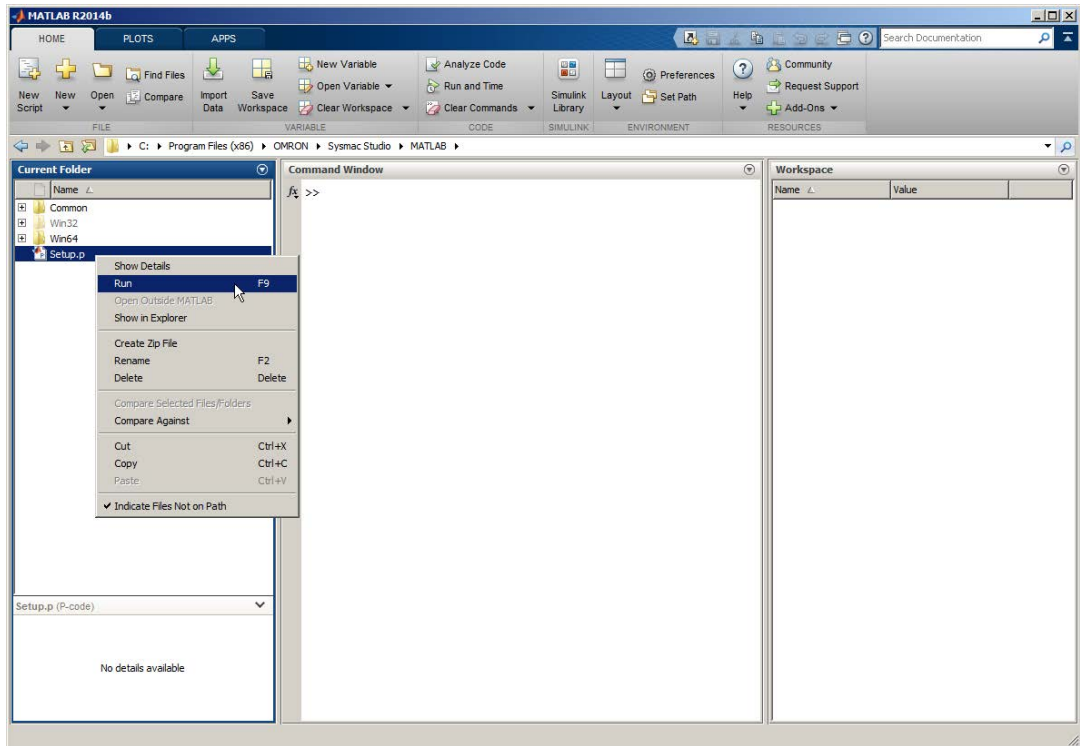 MATLAB R2014b
HOME PLOTS APPS
Search Documentation
New Script
New
Open
Find Files
Compare
Import Data
Save Workspace
New Variable
Open Variable
Clear Workspace
Analyze Code
Run and Time
Clear Commands
Simulink Library
Layout
Preferences
Set Path
Help
Community
Request Support
Add-Ons
FILE VARIABLE CODE SIMULINK ENVIRONMENT RESOURCES
C: Program Files (x86) OMRON Sysmac Studio MATLAB
Current Folder
Name
Common
Win32
Win64
Setup.p
Show Details
Run F9
Open Outside MATLAB
Show in Explorer
Create Zip File
Rename F2
Delete Delete
Compare Selected Files/Folders
Compare Against
Cut Ctrl+X
Copy Ctrl+C
Paste Ctrl+V
Indicate Files Not on Path
Setup.p (P-code)
No details available
Command Window
fx >>
Workspace
Name Value